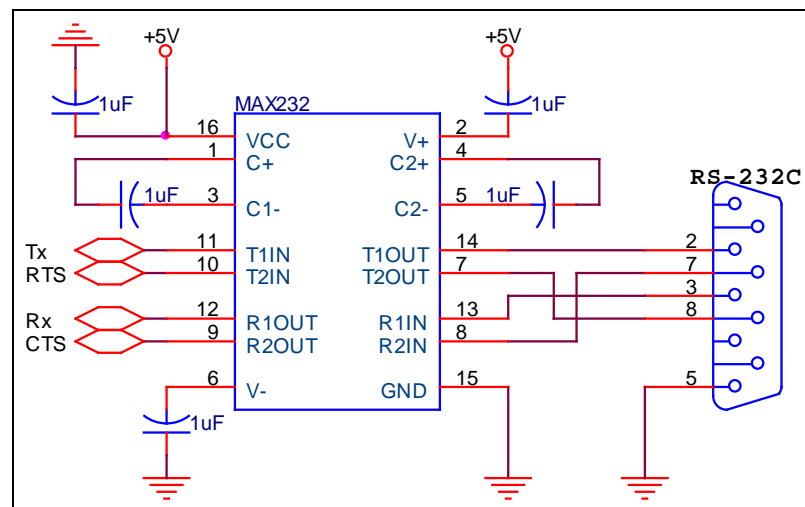 +5V
+5V
1uF
1uF
MAX232
16 VCC V+ 2
1 C+ C2+ 4
RS-232C
1uF 3 C1- C2- 5 1uF
Tx 11 T1IN T1OUT 14 2
RTS 10 T2IN T2OUT 7 7
3
Rx 12 R1OUT R1IN 13 8
CTS 9 R2OUT R2IN 8
6 V- GND 15 5
1uF